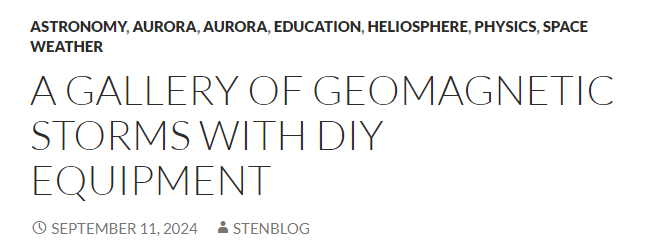 ASTRONOMY, AURORA, AURORA, EDUCATION, HELIOSPHERE, PHYSICS, SPACE
WEATHER
A GALLERY OF GEOMAGNETIC
STORMS WITH DIY
EQUIPMENT
SEPTEMBER 11, 2024 STENBLOG